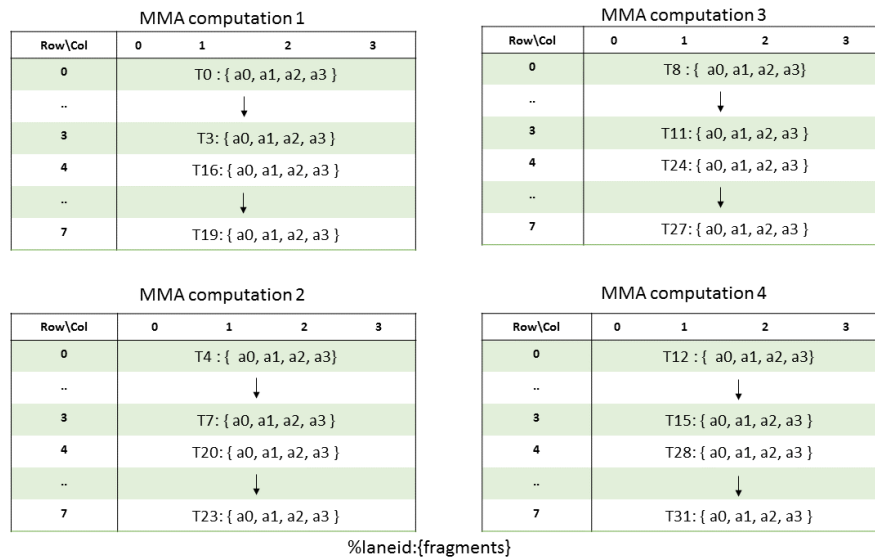 MMA computation 1
Row\Col 0 1 2 3
0 T0 : { a0, a1, a2, a3 }
..
3 T3: { a0, a1, a2, a3 }
4 T16: { a0, a1, a2, a3 }
..
7 T19: { a0, a1, a2, a3 }
MMA computation 3
Row\Col 0 1 2 3
0 T8 : { a0, a1, a2, a3}
..
3 T11: { a0, a1, a2, a3 }
4 T24: { a0, a1, a2, a3 }
..
7 T27: { a0, a1, a2, a3 }
MMA computation 2
Row\Col 0 1 2 3
0 T4 : { a0, a1, a2, a3}
..
3 T7: { a0, a1, a2, a3 }
4 T20: { a0, a1, a2, a3 }
..
7 T23: { a0, a1, a2, a3 }
MMA computation 4
Row\Col 0 1 2 3
0 T12 : { a0, a1, a2, a3}
..
3 T15: { a0, a1, a2, a3 }
4 T28: { a0, a1, a2, a3 }
..
7 T31: { a0, a1, a2, a3 }
%laneid:{fragments}